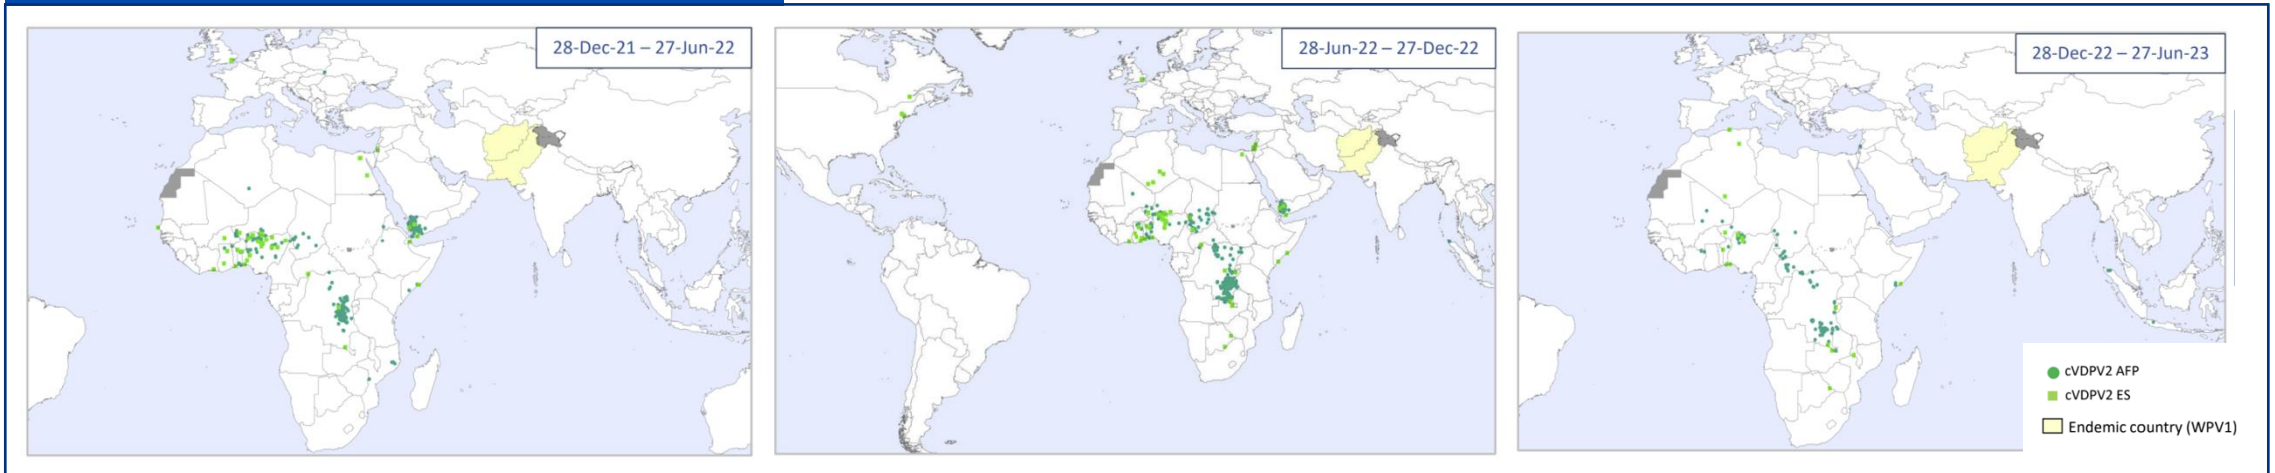 28-Dec-21 – 27-Jun-22
28-Jun-22 – 27-Dec-22
28-Dec-22 – 27-Jun-23
cVDPV2 AFP
cVDPV2 ES
Endemic country (WPV1)